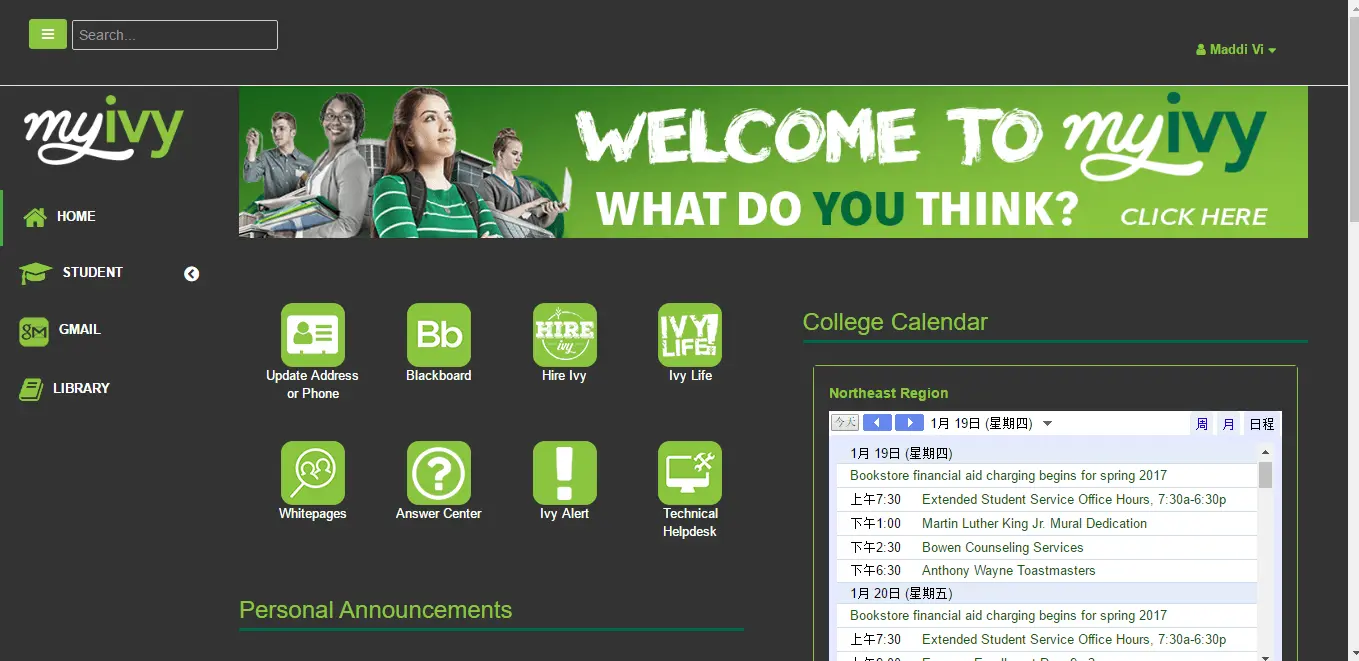 Search...
Maddi Vi
myivy
WELCOME TO myivy
WHAT DO YOU THINK?
CLICK HERE
HOME
STUDENT
GMAIL
LIBRARY
Update Address
or Phone
Bb
Blackboard
HIRE
ivy
Hire Ivy
IVY
LIFE!
Ivy Life
Whitepages
?
Answer Center
!
Ivy Alert
Technical
Helpdesk
Personal Announcements
College Calendar
Northeast Region
今天 1月 19日 (星期四) 周 月 日程
1月 19日 (星期四)
Bookstore financial aid charging begins for spring 2017
上午7:30 Extended Student Service Office Hours, 7:30a-6:30p
下午1:00 Martin Luther King Jr. Mural Dedication
下午2:30 Bowen Counseling Services
下午6:30 Anthony Wayne Toastmasters
1月 20日 (星期五)
Bookstore financial aid charging begins for spring 2017
上午7:30 Extended Student Service Office Hours, 7:30a-6:30p